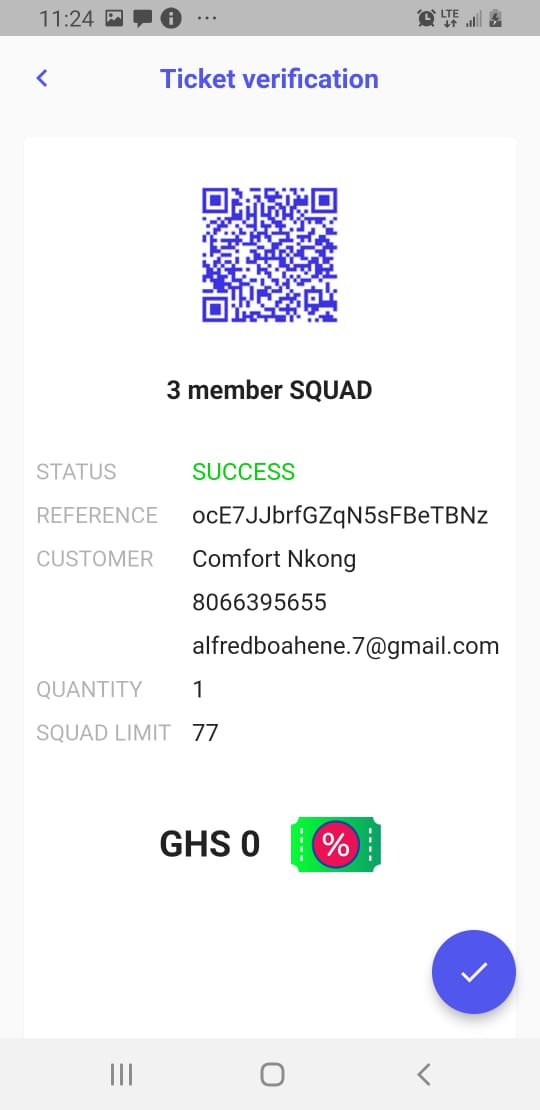 11:24 LTE
Ticket verification
3 member SQUAD
STATUS SUCCESS
REFERENCE ocE7JJbrfGZqN5sFBeTBNz
CUSTOMER Comfort Nkong
8066395655
alfredboahene.7@gmail.com
QUANTITY 1
SQUAD LIMIT 77
GHS 0 %